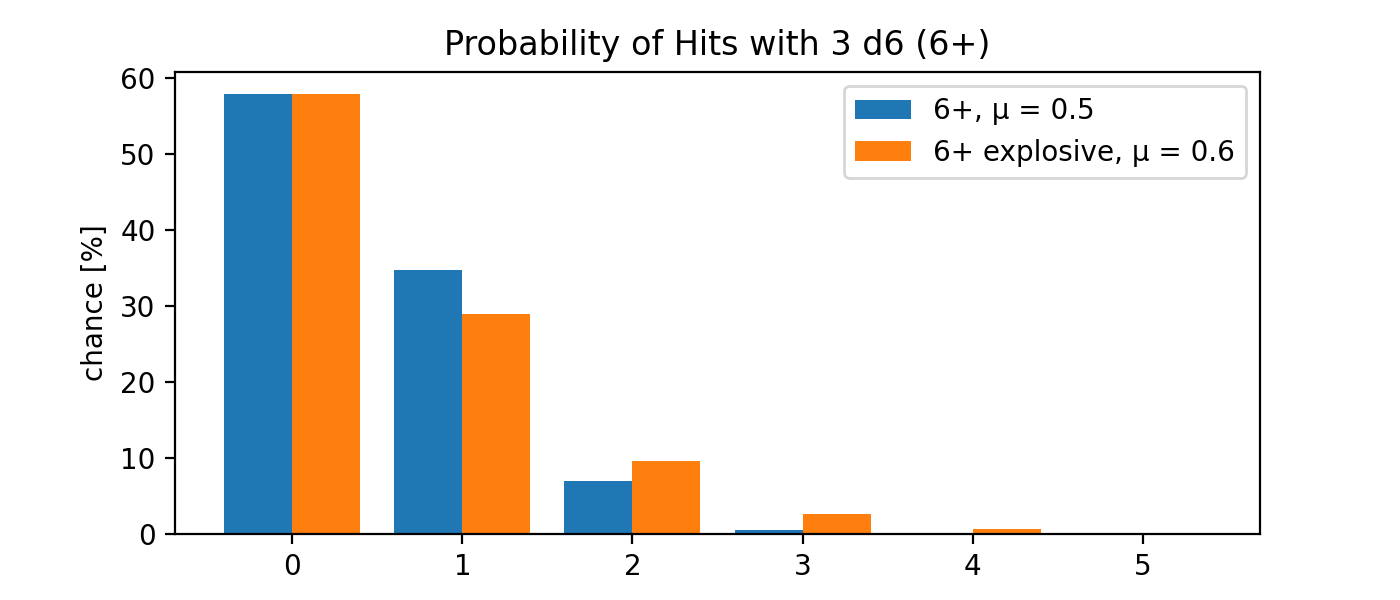 Probability of Hits with 3 d6 (6+)
60
50
40
30
20
10
0
chance [%]
6+, μ = 0.5
6+ explosive, μ = 0.6
0 1 2 3 4 5